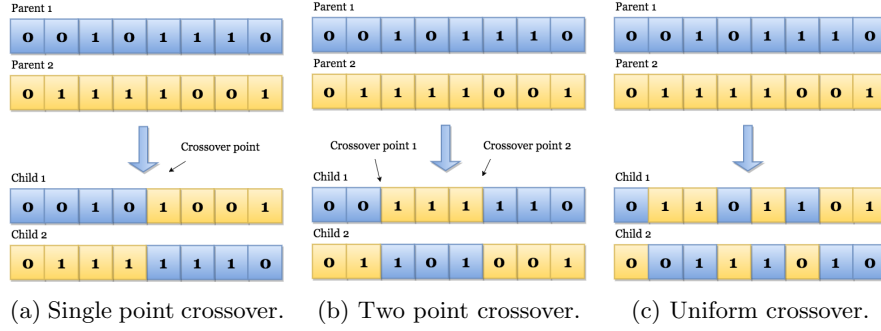 Parent 1
0 0 1 0 1 1 1 0
Parent 2
0 1 1 1 1 0 0 1
Crossover point
Child 1
0 0 1 0 1 0 0 1
Child 2
0 1 1 1 1 1 1 0
(a) Single point crossover.
Parent 1
0 0 1 0 1 1 1 0
Parent 2
0 1 1 1 1 0 0 1
Crossover point 1
Crossover point 2
Child 1
0 0 1 1 1 1 1 0
Child 2
0 1 1 0 1 0 0 1
(b) Two point crossover.
Parent 1
0 0 1 0 1 1 1 0
Parent 2
0 1 1 1 1 0 0 1
Child 1
0 1 1 0 1 1 0 1
Child 2
0 0 1 1 1 0 1 0
(c) Uniform crossover.